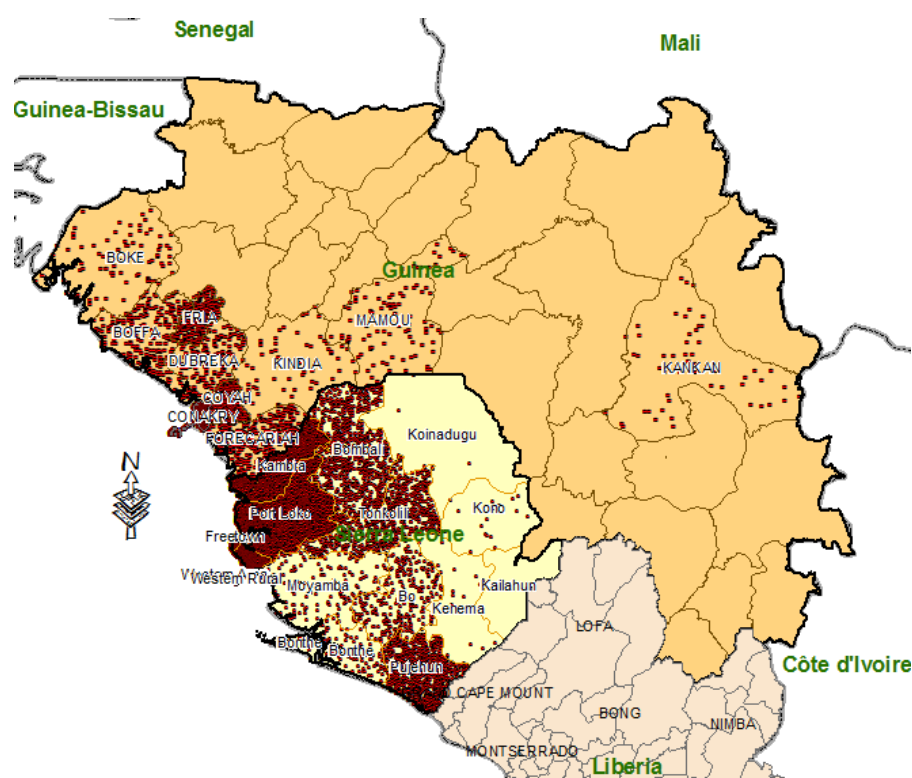 Senegal
Mali
Guinea-Bissau
BOKE
Guinea
FRIA
MAMOU
BOFFA
DUBREKA
KINDIA
KANKAN
COYAH
CONAKRY
FORECARIAH
Koinadugu
Bombali
Kambia
N
Port Loko
Tonkolili
Kono
Freetown
Sierra Leone
Western Rural
Moyamba
Kailahun
Bo
Kenema
LOFA
Bonthe
Bonthe
Pujehun
Côte d'Ivoire
CAPE MOUNT
BONG
NIMBA
MONTSERRADO
Liberia